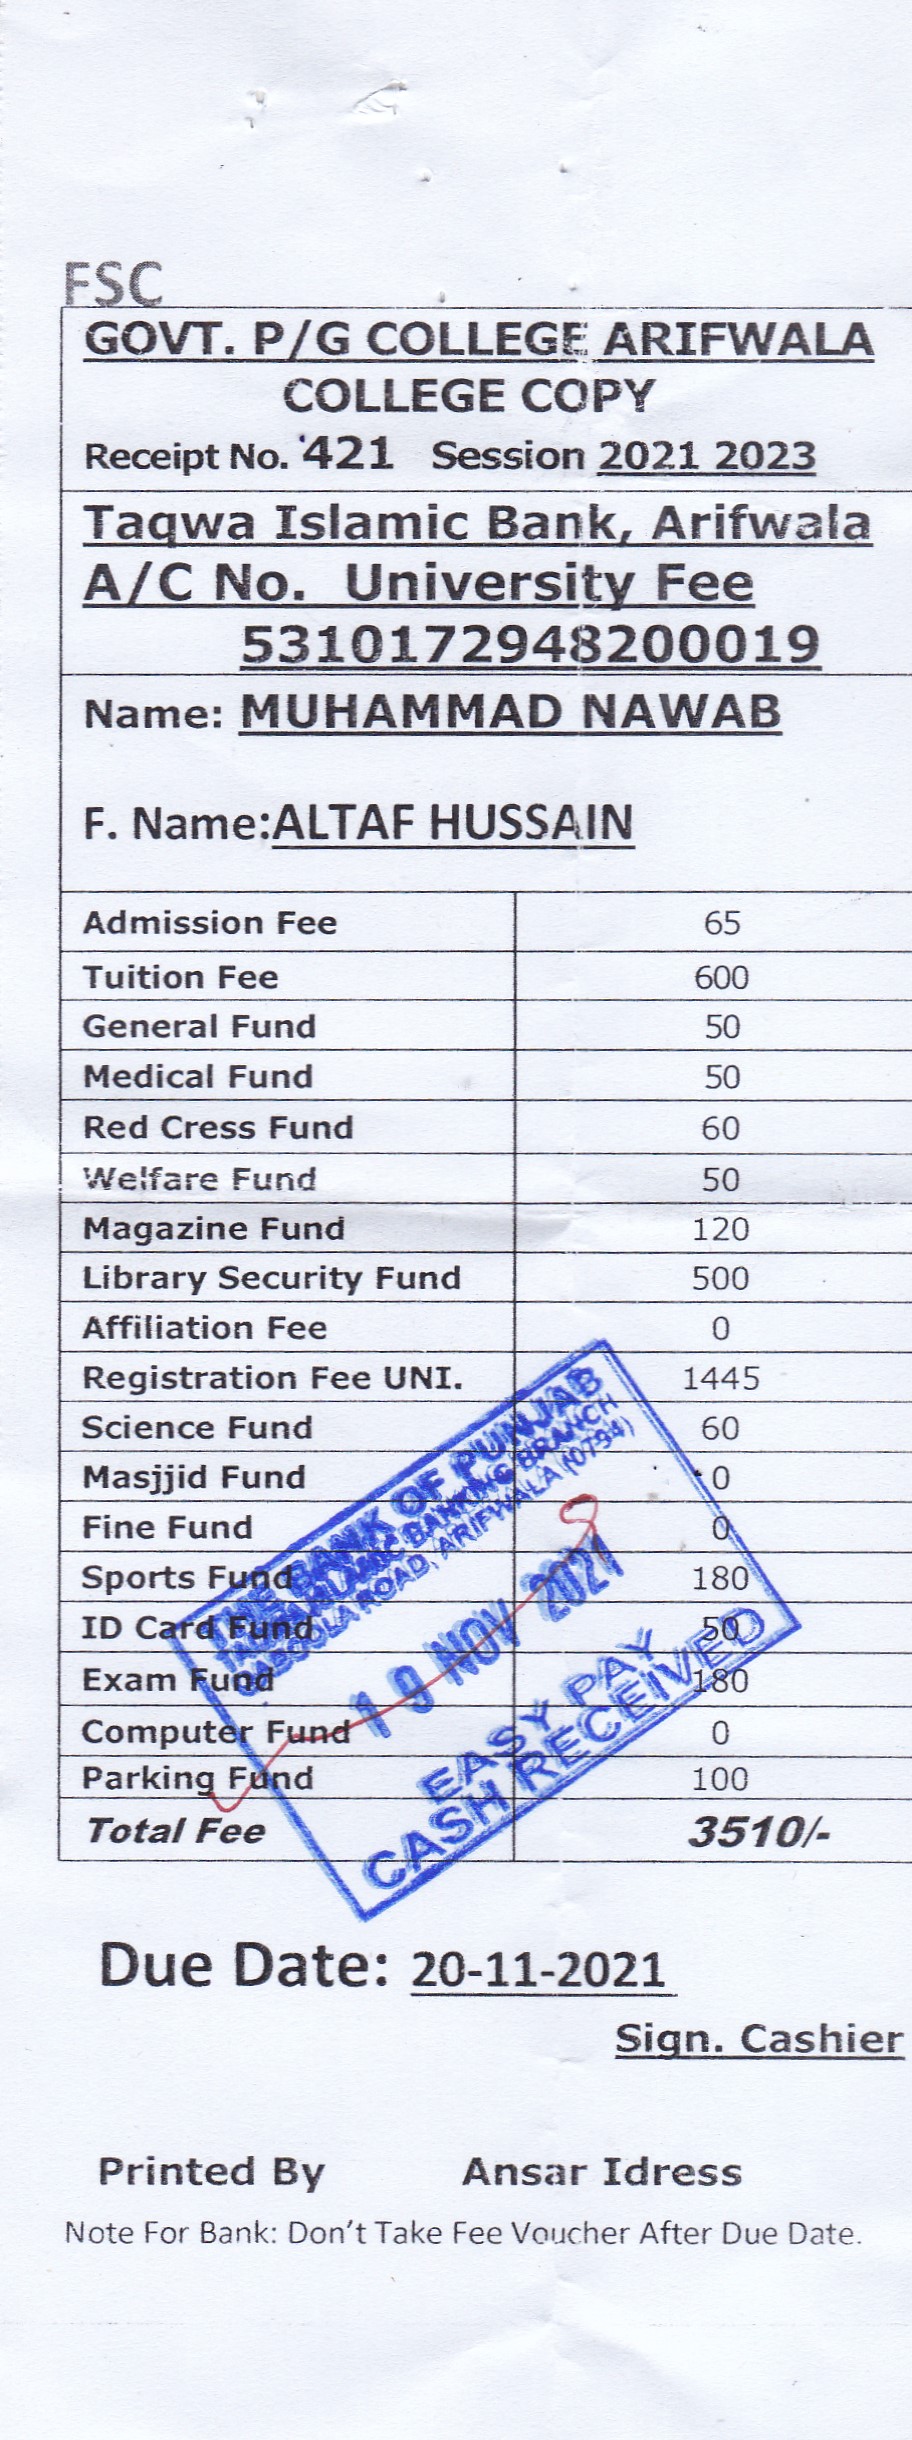 FSC
GOVT. P/G COLLEGE ARIFWALA
COLLEGE COPY
Receipt No. 421 Session 2021 2023
Taqwa Islamic Bank, Arifwala
A/C No. University Fee
5310172948200019
Name: MUHAMMAD NAWAB
F. Name:ALTAF HUSSAIN
Admission Fee 65
Tuition Fee 600
General Fund 50
Medical Fund 50
Red Cress Fund 60
Welfare Fund 50
Magazine Fund 120
Library Security Fund 500
Affiliation Fee 0
Registration Fee UNI. 1445
Science Fund 60
Masjjid Fund 0
Fine Fund 0
Sports Fund 180
ID Card Fund 50
Exam Fund 180
Computer Fund 0
Parking Fund 100
Total Fee 3510/-
THE BANK OF PUNJAB
ISLAMIC BANKING BRANCH
ROAD, ARIFWALA (0794)
19 NOV 2021
EASY PAY
CASH RECEIVED
Due Date: 20-11-2021
Sign. Cashier
Printed By Ansar Idress
Note For Bank: Don't Take Fee Voucher After Due Date.